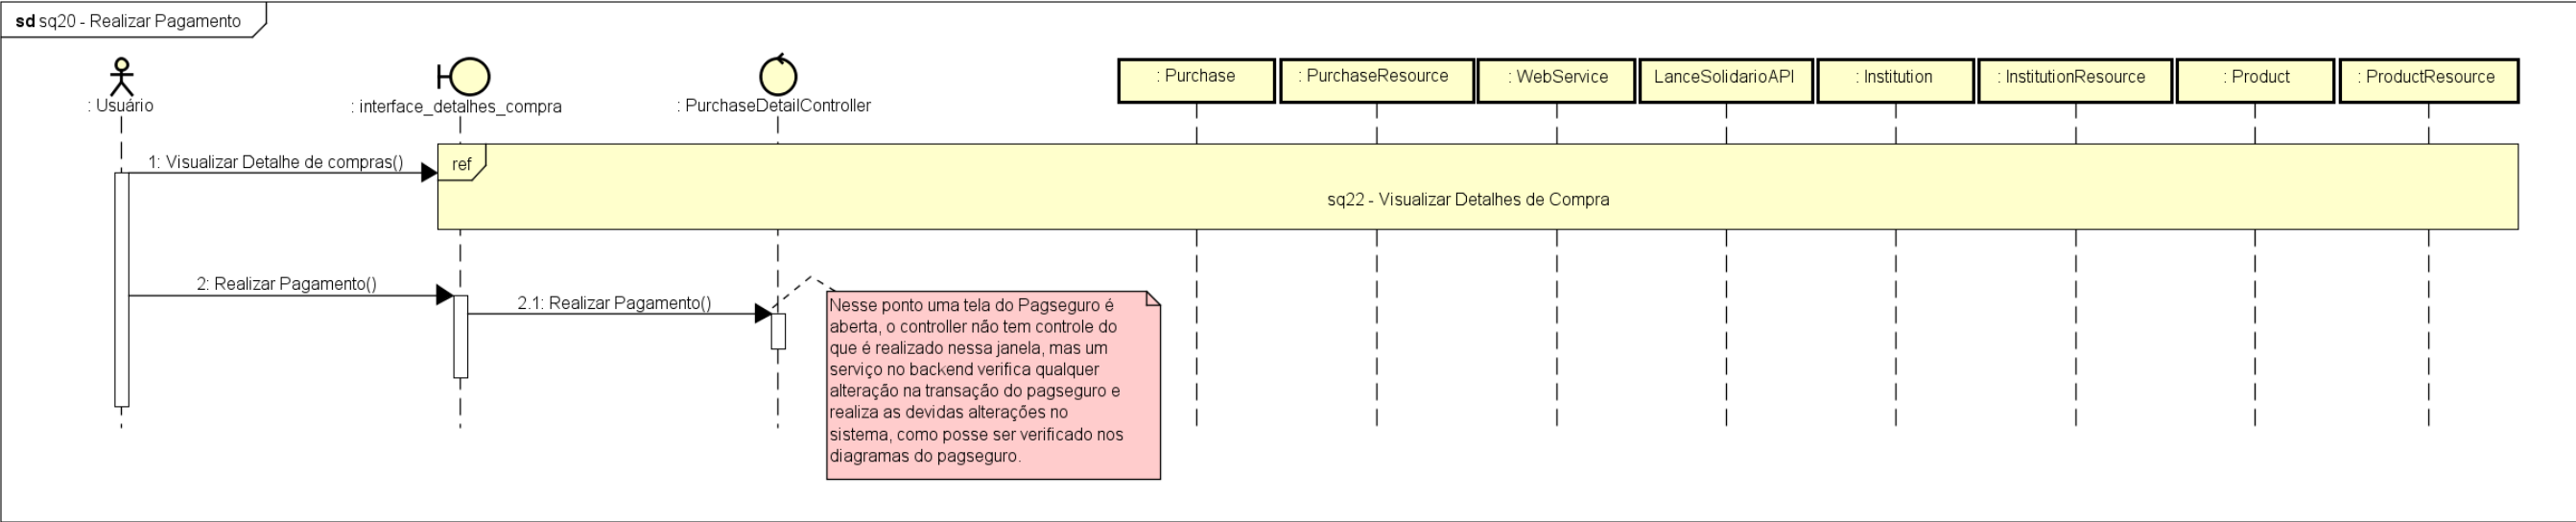 sd sq20 - Realizar Pagamento
: Usuário
: interface_detalhes_compra
: PurchaseDetailController
: Purchase
: PurchaseResource
: WebService
LanceSolidarioAPI
: Institution
: InstitutionResource
: Product
: ProductResource
1: Visualizar Detalhe de compras()
ref
sq22 - Visualizar Detalhes de Compra
2: Realizar Pagamento()
2.1: Realizar Pagamento()
Nesse ponto uma tela do Pagseguro é
aberta, o controller não tem controle do
que é realizado nessa janela, mas um
serviço no backend verifica qualquer
alteração na transação do pagseguro e
realiza as devidas alterações no
sistema, como posse ser verificado nos
diagramas do pagseguro.